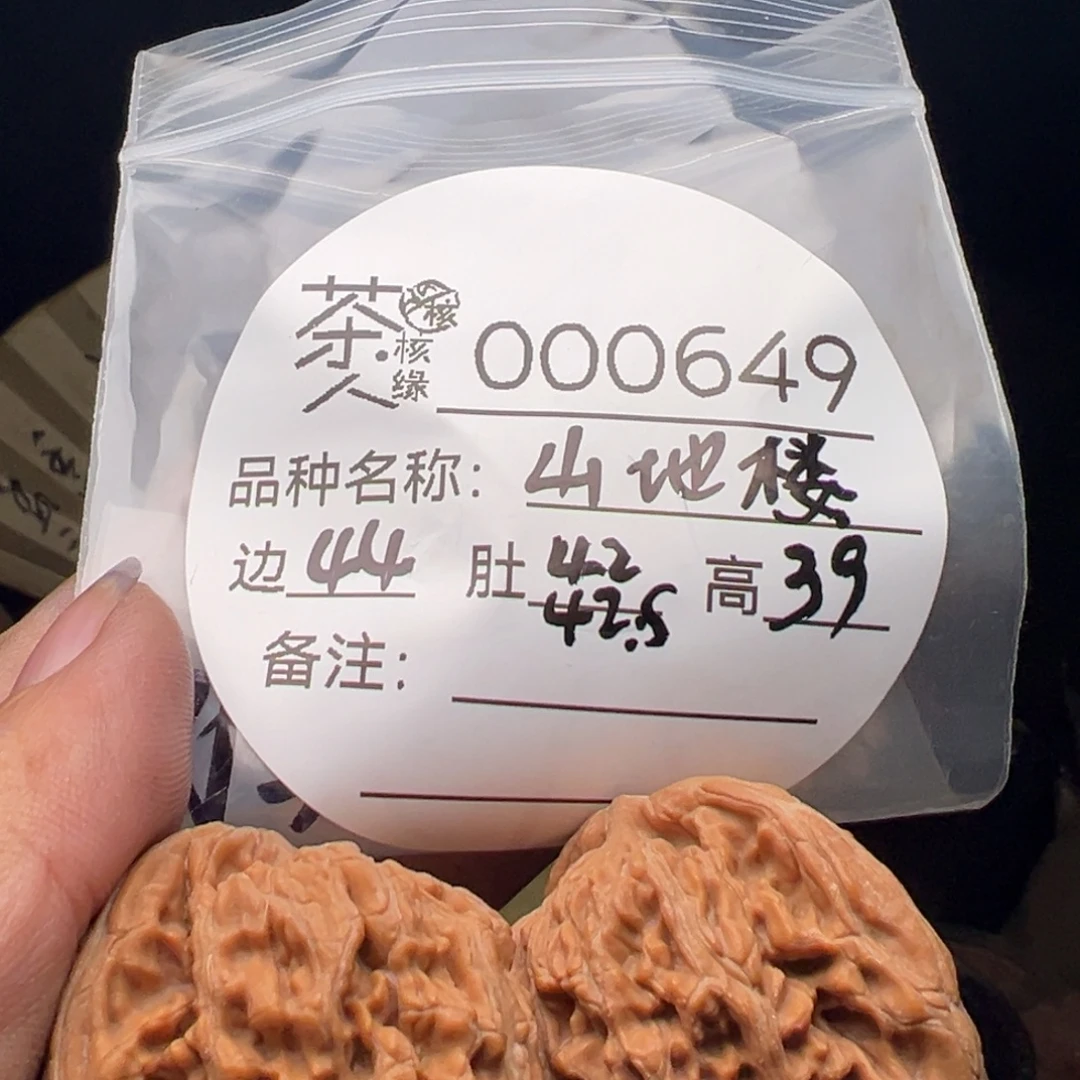 茶人 核缘 000649
品种名称：山地楼
边 44 肚 42 42.5 高 39
备注：